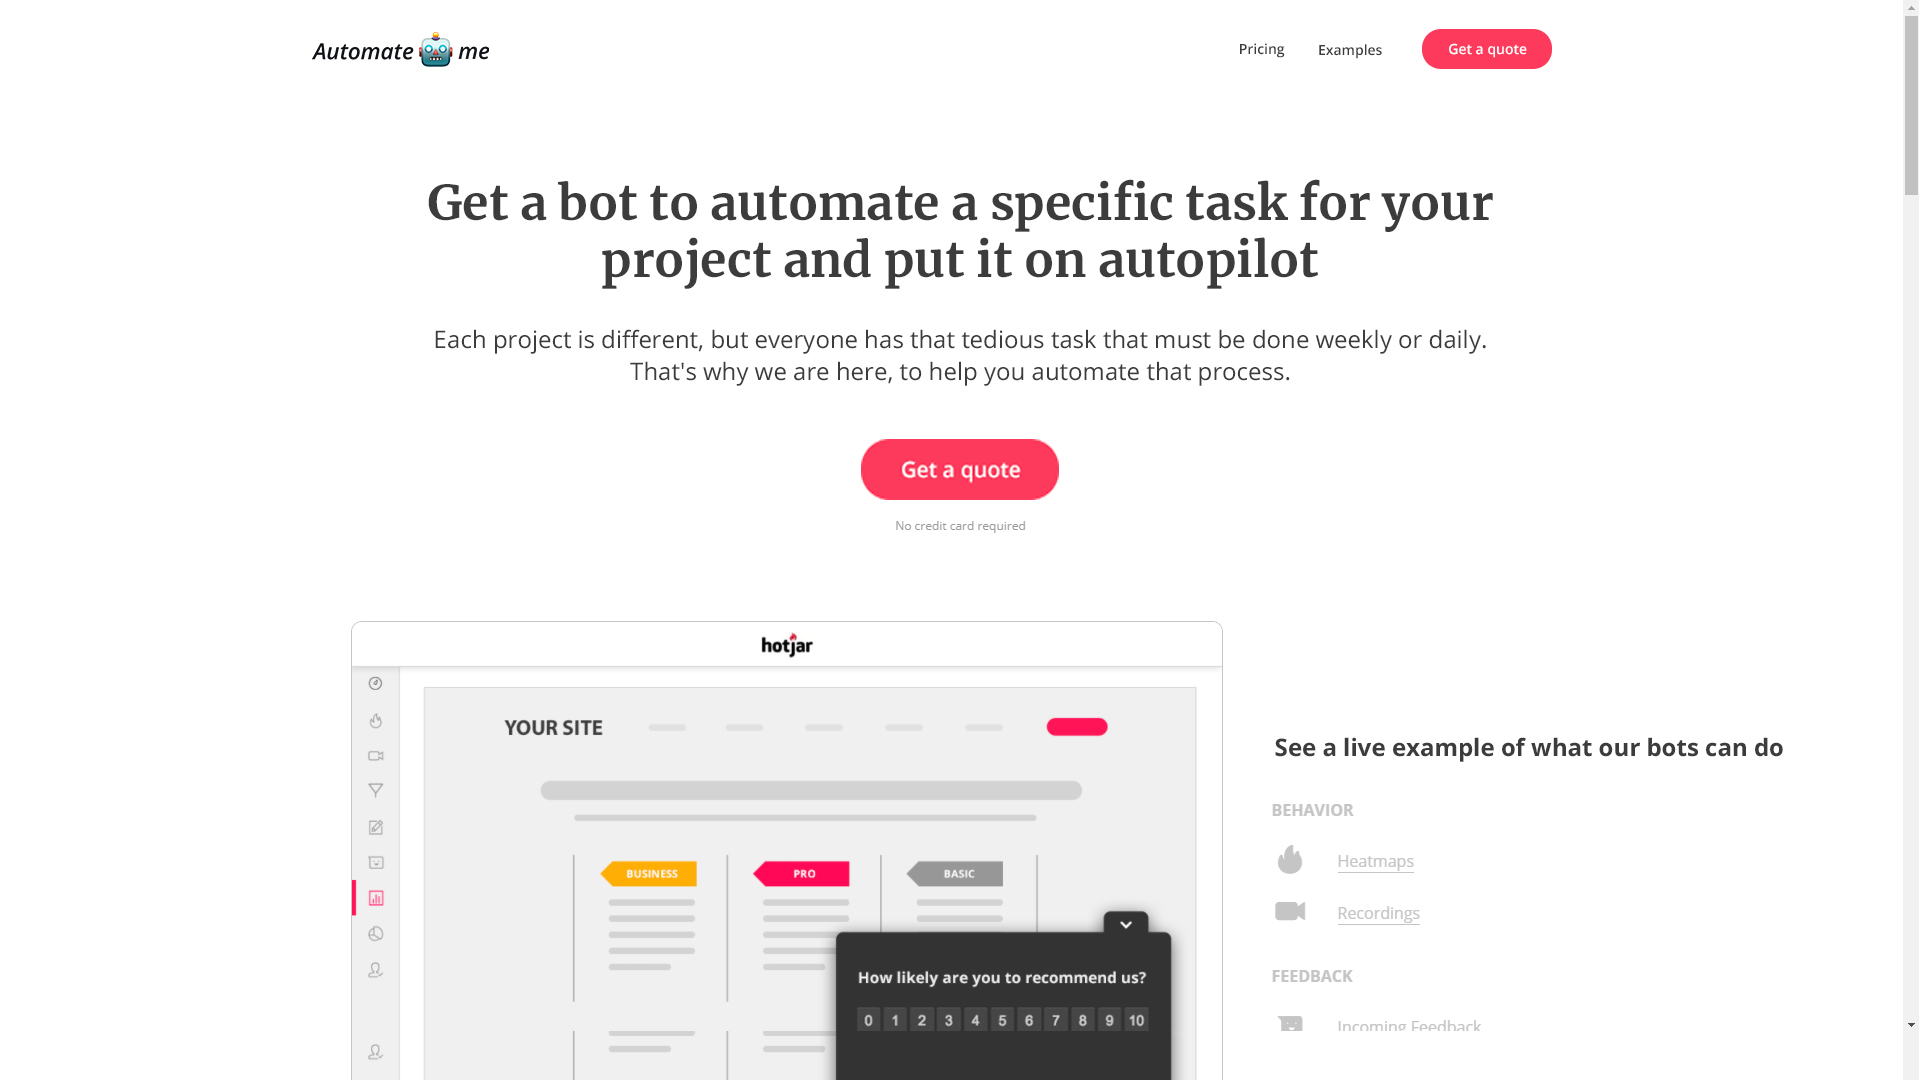 Automate me
Pricing
Examples
Get a quote
Get a bot to automate a specific task for your
project and put it on autopilot
Each project is different, but everyone has that tedious task that must be done weekly or daily.
That's why we are here, to help you automate that process.
Get a quote
No credit card required
hotjar
YOUR SITE
BUSINESS
PRO
BASIC
How likely are you to recommend us?
0 1 2 3 4 5 6 7 8 9 10
See a live example of what our bots can do
BEHAVIOR
Heatmaps
Recordings
FEEDBACK
Incoming Feedback